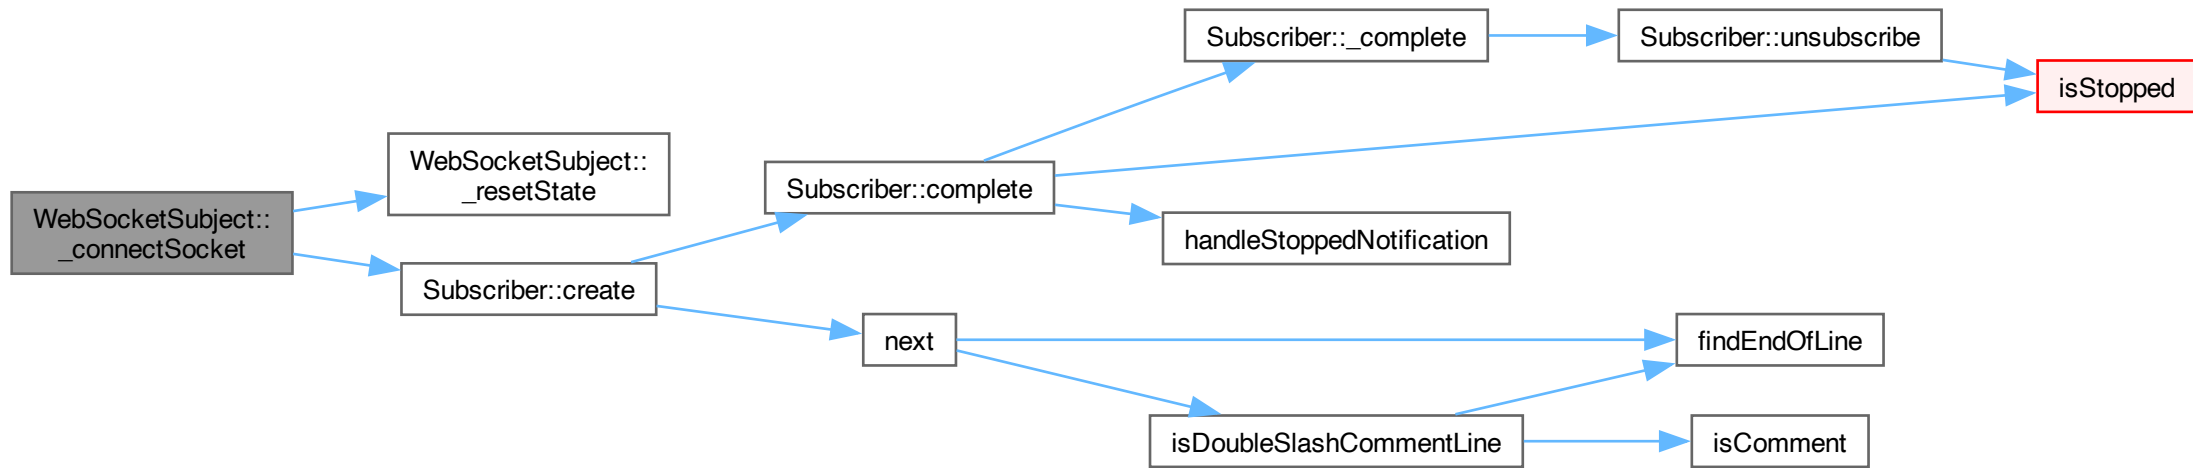 WebSocketSubject::
_connectSocket
WebSocketSubject::
_resetState
Subscriber::create
Subscriber::complete
next
Subscriber::_complete
handleStoppedNotification
isDoubleSlashCommentLine
Subscriber::unsubscribe
findEndOfLine
isComment
isStopped